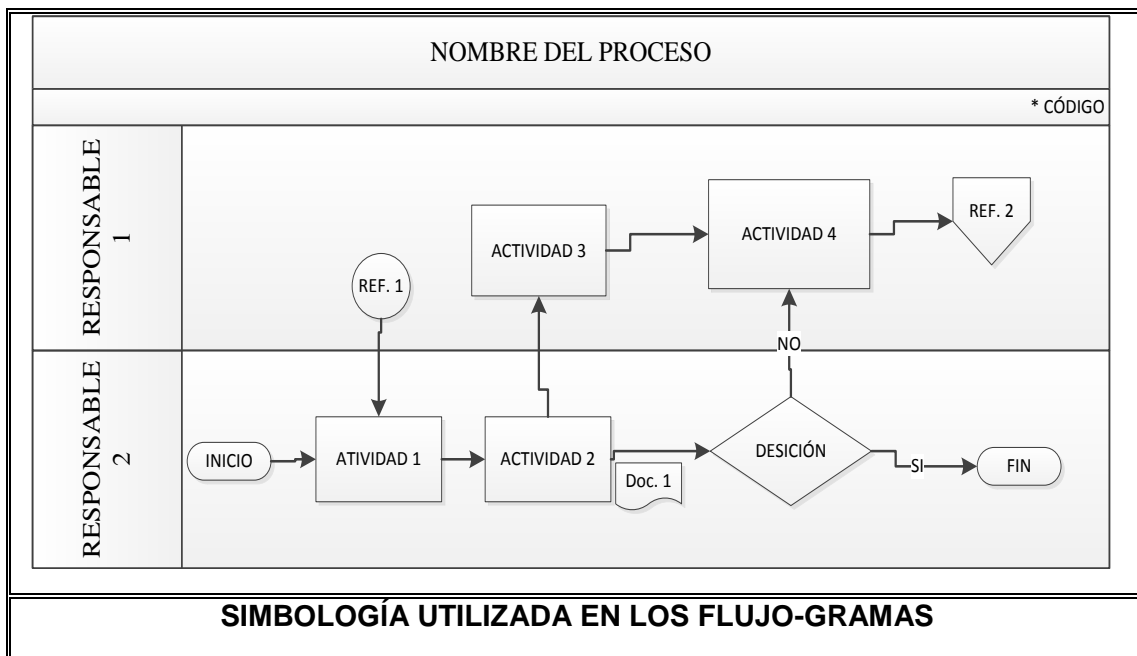 NOMBRE DEL PROCESO
* CÓDIGO
RESPONSABLE
1
REF. 1
ACTIVIDAD 3
ACTIVIDAD 4
REF. 2
NO
RESPONSABLE
2
INICIO
ATIVIDAD 1
ACTIVIDAD 2
Doc. 1
DESICIÓN
SI
FIN
SIMBOLOGÍA UTILIZADA EN LOS FLUJO-GRAMAS